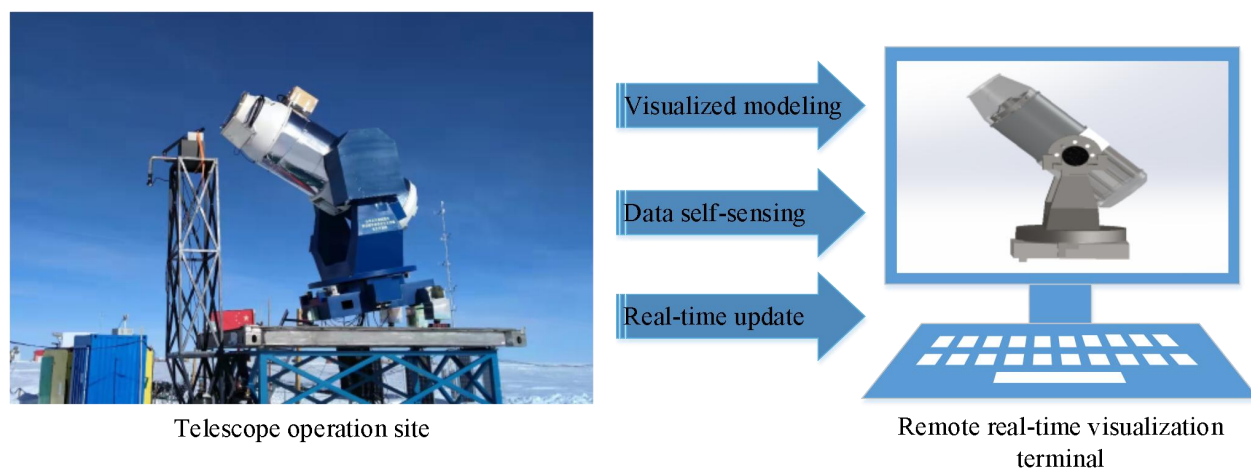 Visualized modeling
Data self-sensing
Real-time update
Telescope operation site
Remote real-time visualization
terminal